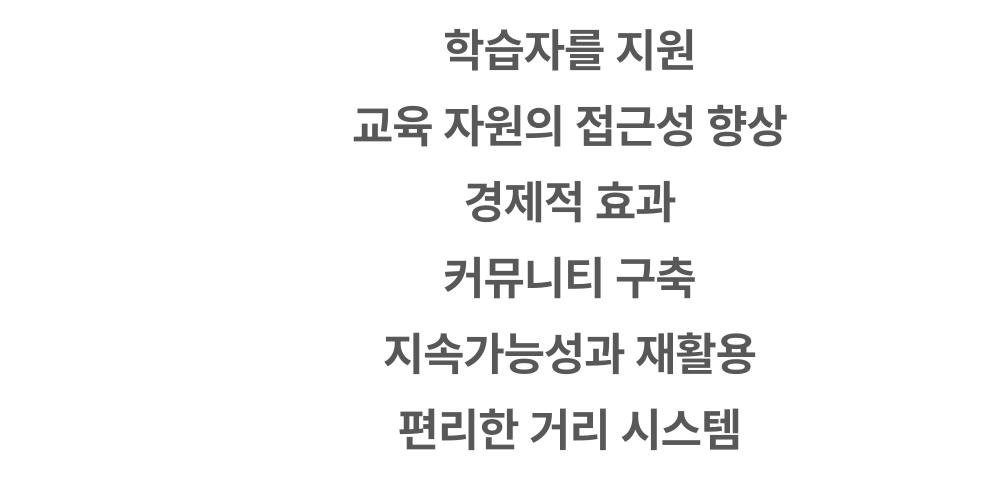 학습자를 지원
교육 자원의 접근성 향상
경제적 효과
커뮤니티 구축
지속가능성과 재활용
편리한 거리 시스템